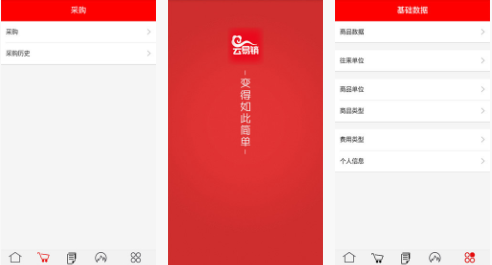 采购
采购
采购历史
云易销
变得如此简单
基础数据
商品数据
往来单位
商品单位
商品类型
费用类型
个人信息